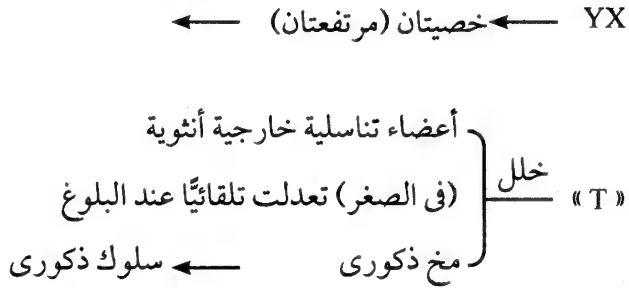 YX ← خصيتان (مرتفعتان) ←
أعضاء تناسلية خارجية أنثوية
« T » خلل (فى الصغر) تعدلت تلقائيًّا عند البلوغ
مخ ذكورى ← سلوك ذكورى